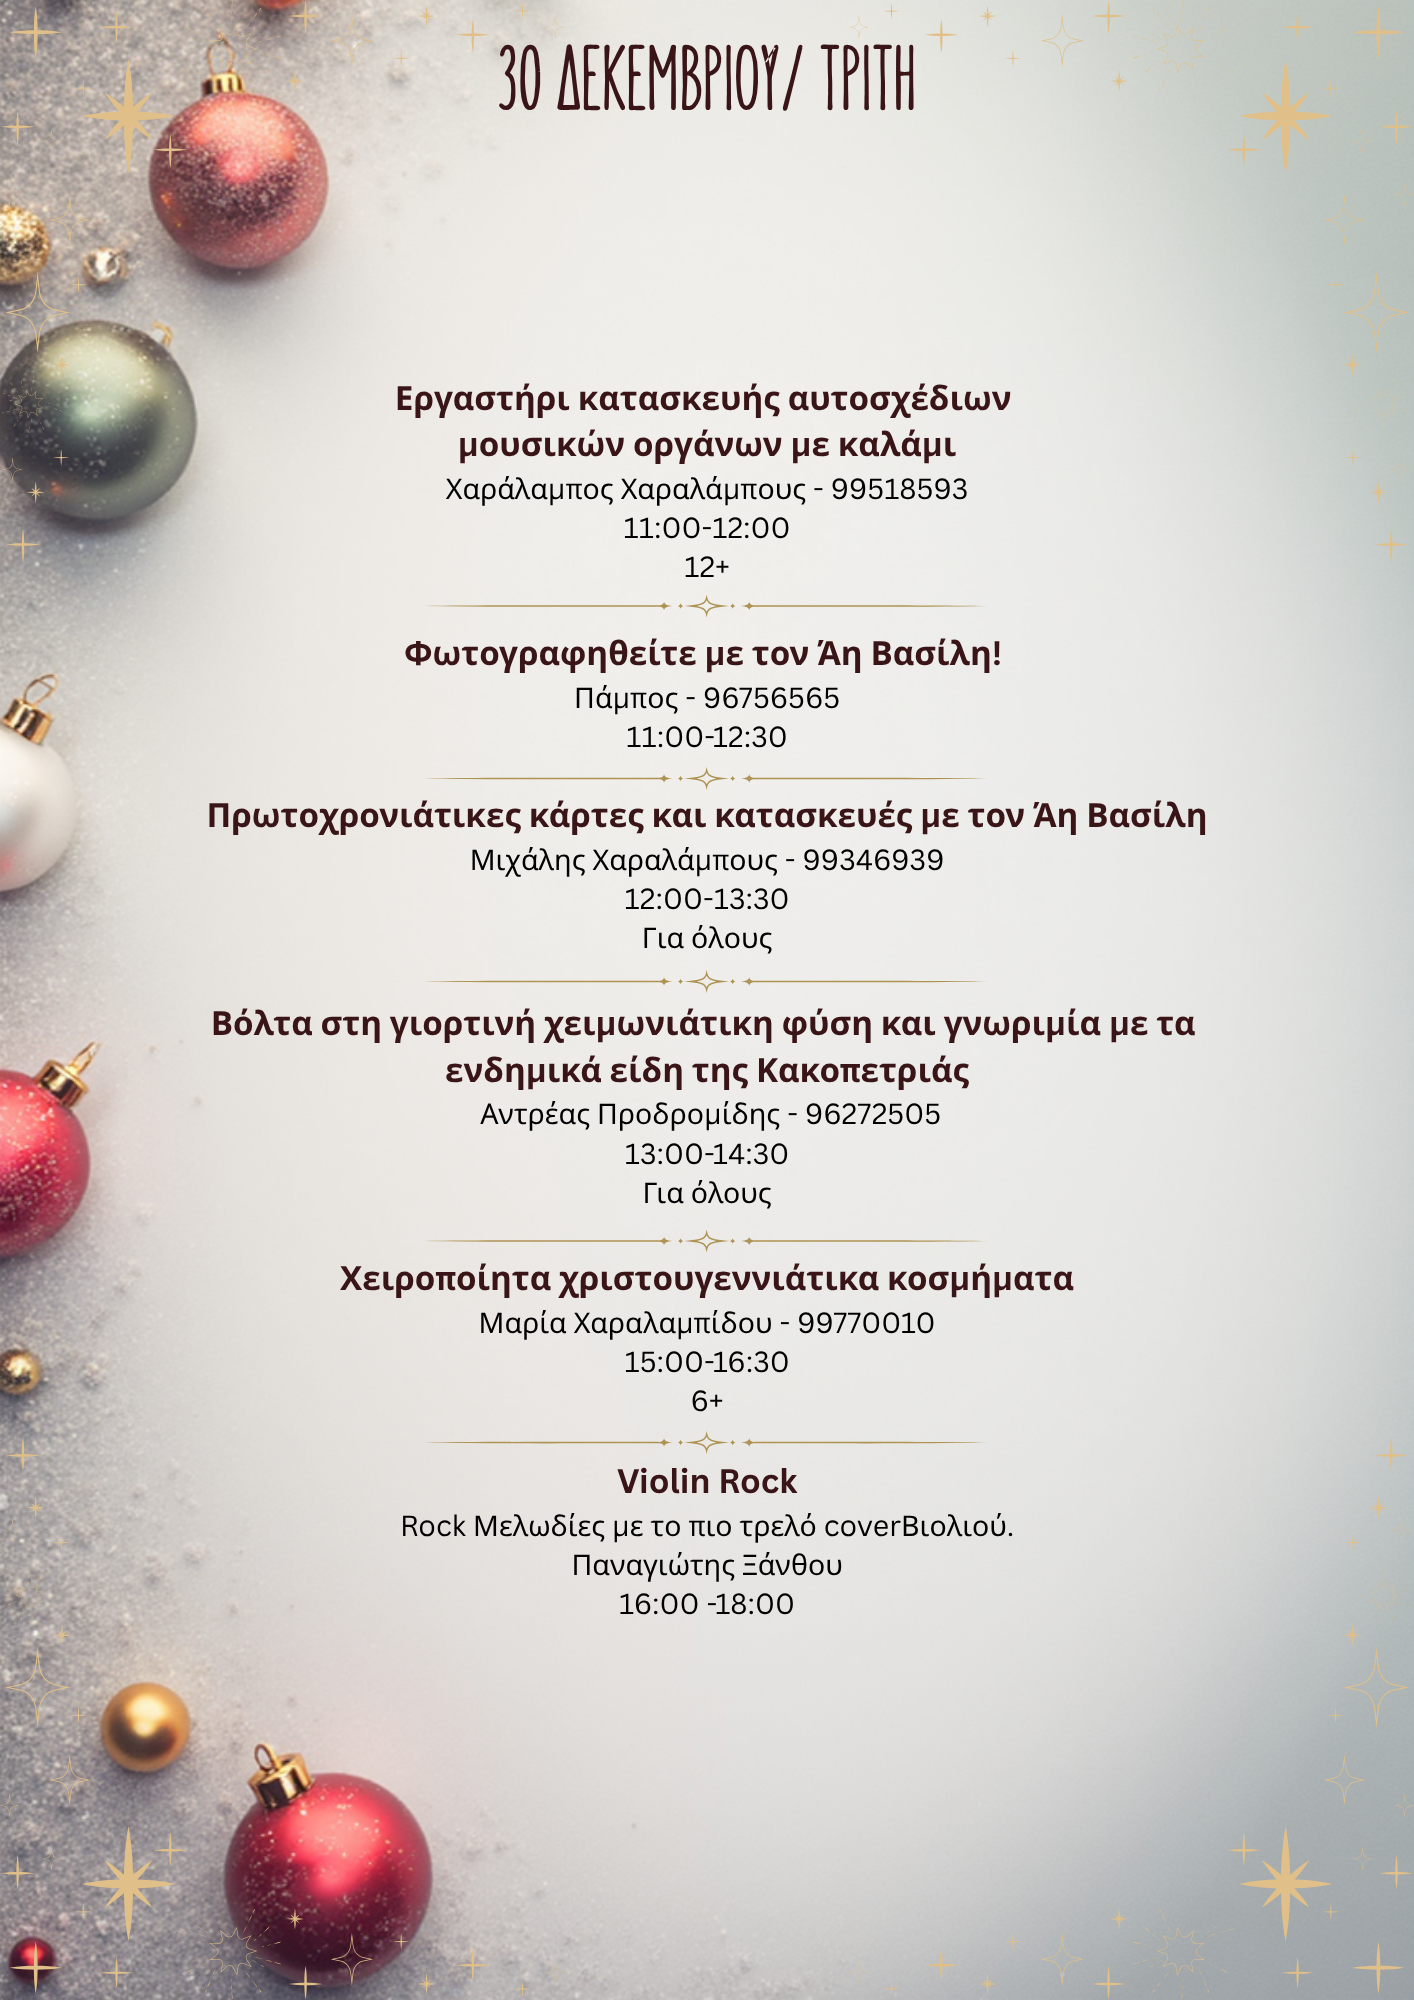 30 ΔΕΚΕΜΒΡΙΟΥ/ ΤΡΙΤΗ
Εργαστήρι κατασκευής αυτοσχέδιων
μουσικών οργάνων με καλάμι
Χαράλαμπος Χαραλάμπους - 99518593
11:00-12:00
12+
Φωτογραφηθείτε με τον Άη Βασίλη!
Πάμπος - 96756565
11:00-12:30
Πρωτοχρονιάτικες κάρτες και κατασκευές με τον Άη Βασίλη
Μιχάλης Χαραλάμπους - 99346939
12:00-13:30
Για όλους
Βόλτα στη γιορτινή χειμωνιάτικη φύση και γνωριμία με τα
ενδημικά είδη της Κακοπετριάς
Αντρέας Προδρομίδης - 96272505
13:00-14:30
Για όλους
Χειροποίητα χριστουγεννιάτικα κοσμήματα
Μαρία Χαραλαμπίδου - 99770010
15:00-16:30
6+
Violin Rock
Rock Μελωδίες με το πιο τρελό coverΒιολιού.
Παναγιώτης Ξάνθου
16:00 -18:00